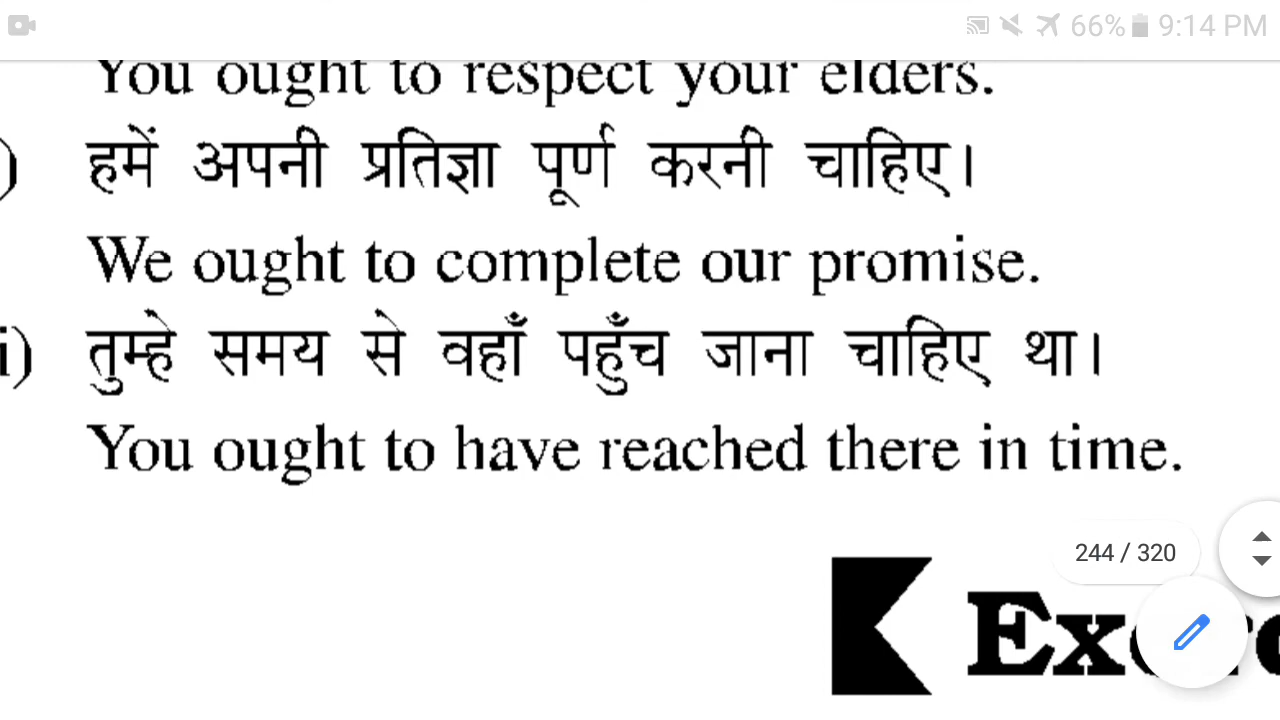 66% 9:14 PM
You ought to respect your elders.
) हमें अपनी प्रतिज्ञा पूर्ण करनी चाहिए।
We ought to complete our promise.
i) तुम्हे समय से वहाँ पहुँच जाना चाहिए था।
You ought to have reached there in time.
244 / 320